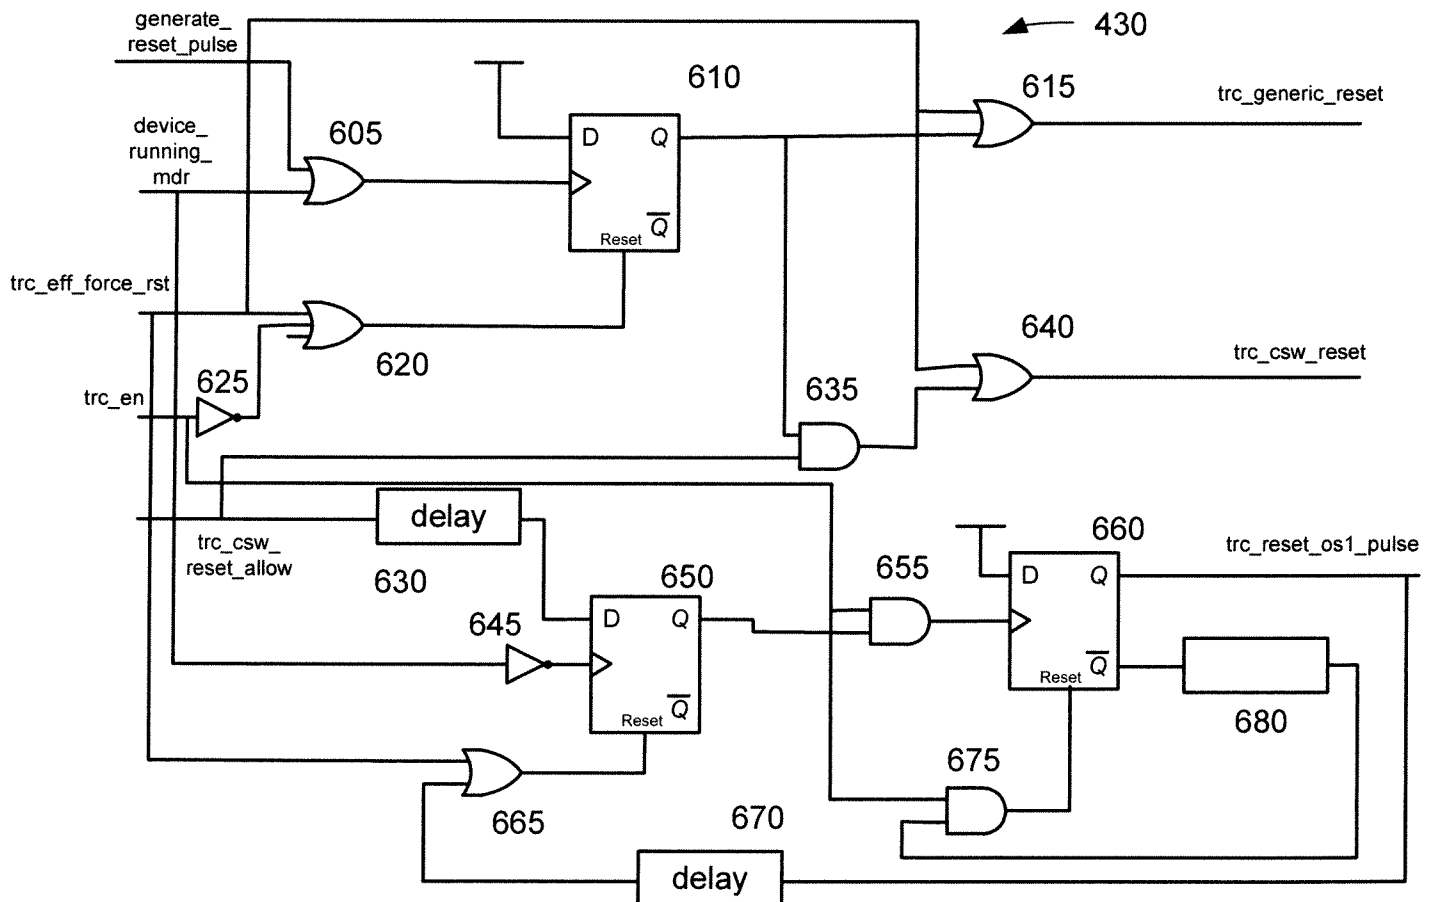 generate_
reset_pulse
430
610
615
trc_generic_reset
device_
running_
mdr
605
D Q
Q
Reset
trc_eff_force_rst
620
640
trc_csw_reset
625
635
trc_en
delay
trc_csw_
reset_allow
630
650
655
660
trc_reset_os1_pulse
D Q
645
D Q
Q
Reset
Q
Reset
680
675
665
670
delay